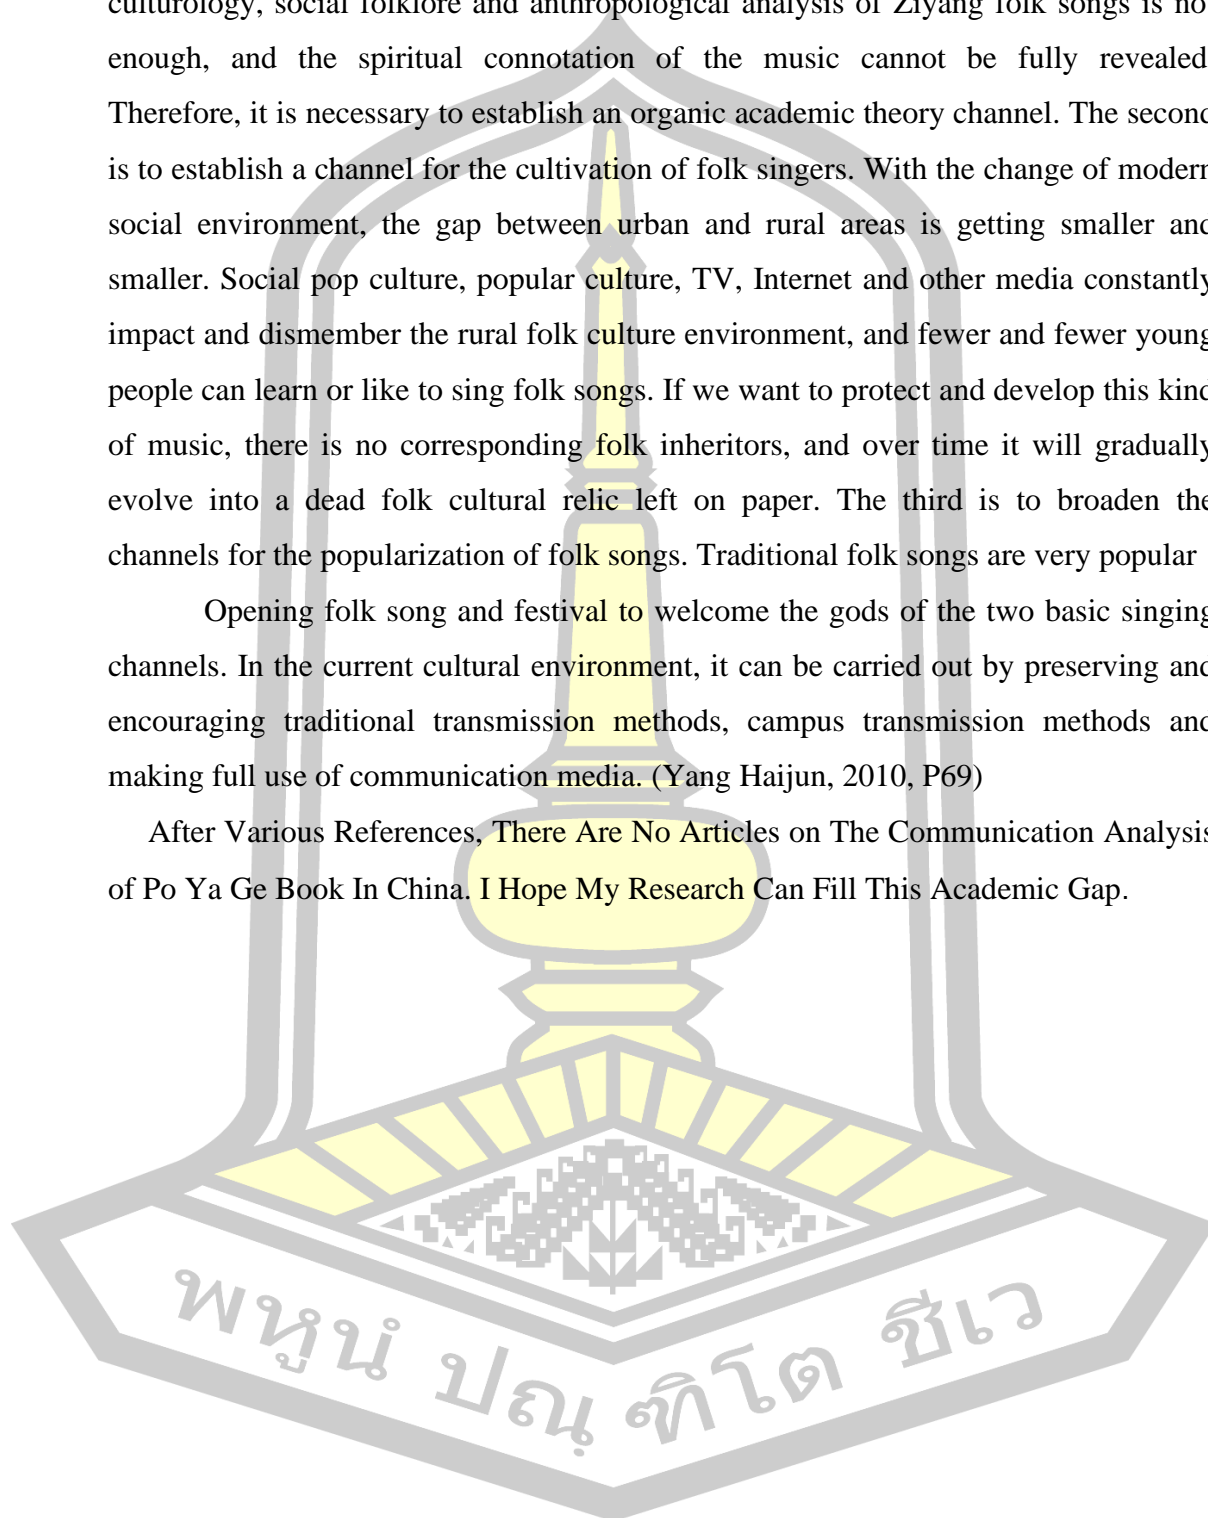 culturology, social folklore and anthropological analysis of Ziyang folk songs is no
enough, and the spiritual connotation of the music cannot be fully revealed
Therefore, it is necessary to establish an organic academic theory channel. The second
is to establish a channel for the cultivation of folk singers. With the change of modern
social environment, the gap between urban and rural areas is getting smaller and
smaller. Social pop culture, popular culture, TV, Internet and other media constantly
impact and dismember the rural folk culture environment, and fewer and fewer young
people can learn or like to sing folk songs. If we want to protect and develop this kind
of music, there is no corresponding folk inheritors, and over time it will gradually
evolve into a dead folk cultural relic left on paper. The third is to broaden the
channels for the popularization of folk songs. Traditional folk songs are very popular
Opening folk song and festival to welcome the gods of the two basic singing
channels. In the current cultural environment, it can be carried out by preserving and
encouraging traditional transmission methods, campus transmission methods and
making full use of communication media. (Yang Haijun, 2010, P69)
After Various References, There Are No Articles on The Communication Analysis
of Po Ya Ge Book In China. I Hope My Research Can Fill This Academic Gap.
พหูนํ ปณฺฑิโต ชีเว